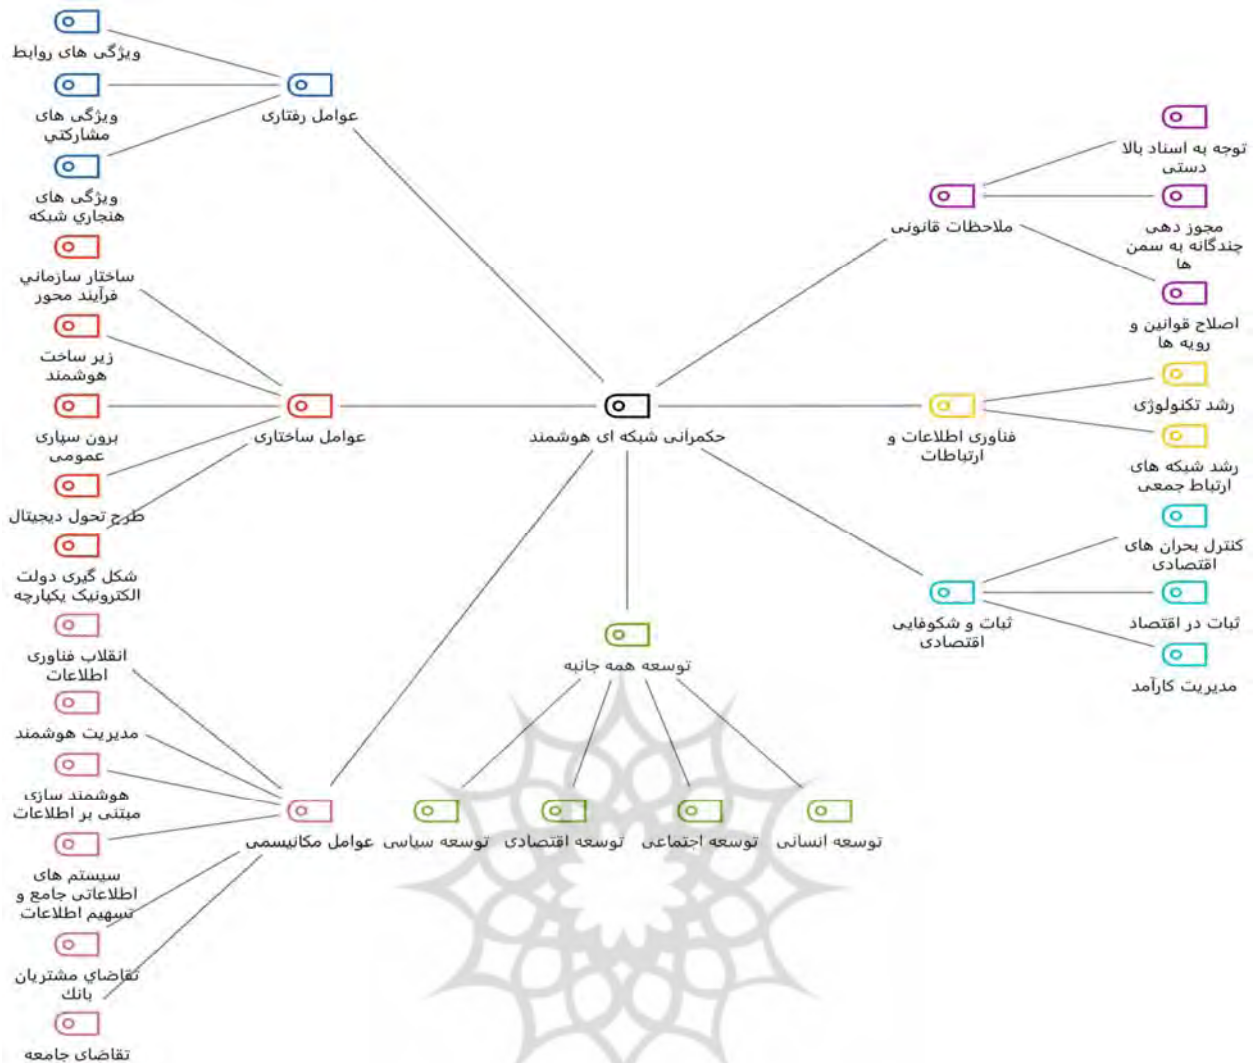 ویژگی های روابط
ویژگی های
مشارکتي
ویژگی های
هنجاري شبکه
عوامل رفتاری
ساختار سازماني
فرآیند محور
زیر ساخت
هوشمند
برون سپاری
عمومی
طرح تحول دیجیتال
شکل گیری دولت
الکترونیک یکپارچه
عوامل ساختاری
انقلاب فناوری
اطلاعات
مدیریت هوشمند
هوشمند سازی
مبتنی بر اطلاعات
سیستم های
اطلاعاتی جامع و
تسهیم اطلاعات
تقاضاي مشتریان
بانك
تقاضای جامعه
عوامل مکانیسمی
حکمرانی شبکه ای هوشمند
توسعه همه جانبه
توسعه سیاسی
توسعه اقتصادی
توسعه اجتماعی
توسعه انسانی
ملاحظات قانونی
توجه به اسناد بالا
دستی
مجوز دهی
چندگانه به سمن
ها
اصلاح قوانین و
رویه ها
فناوری اطلاعات و
ارتباطات
رشد تکنولوژی
رشد شبکه های
ارتباط جمعی
ثبات و شکوفایی
اقتصادی
کنترل بحران های
اقتصادی
ثبات در اقتصاد
مدیریت کارآمد